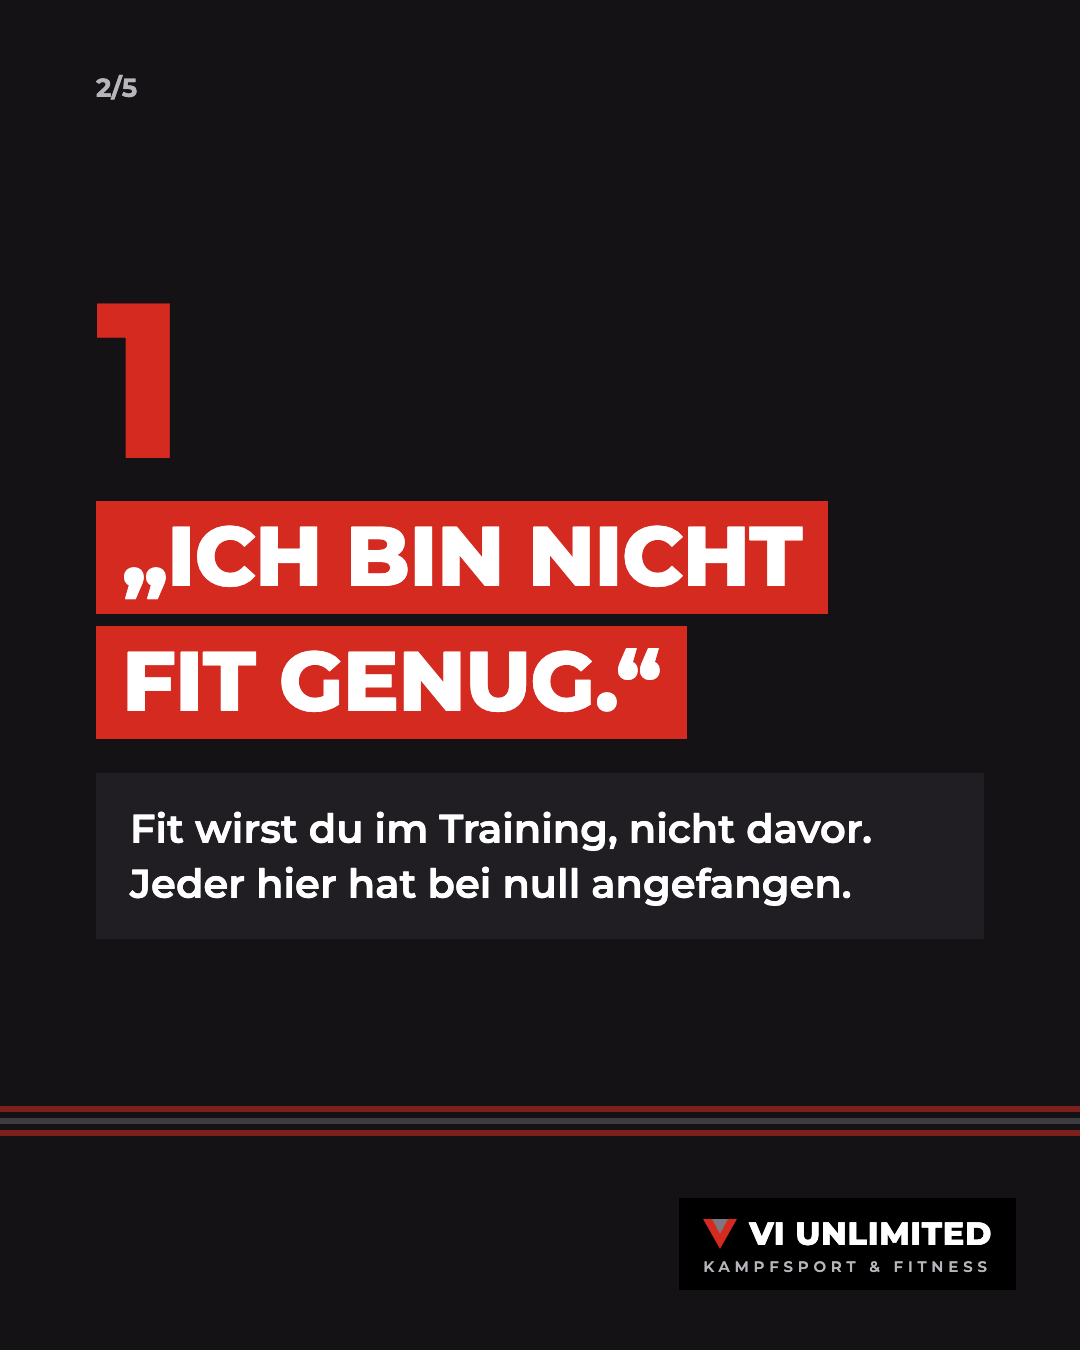 2/5
1
„ICH BIN NICHT
FIT GENUG.“
Fit wirst du im Training, nicht davor.
Jeder hier hat bei null angefangen.
VI UNLIMITED
KAMPFSPORT & FITNESS